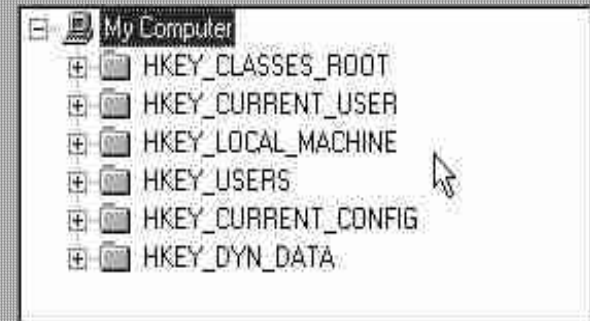 My Computer
HKEY_CLASSES_ROOT
HKEY_CURRENT_USER
HKEY_LOCAL_MACHINE
HKEY_USERS
HKEY_CURRENT_CONFIG
HKEY_DYN_DATA